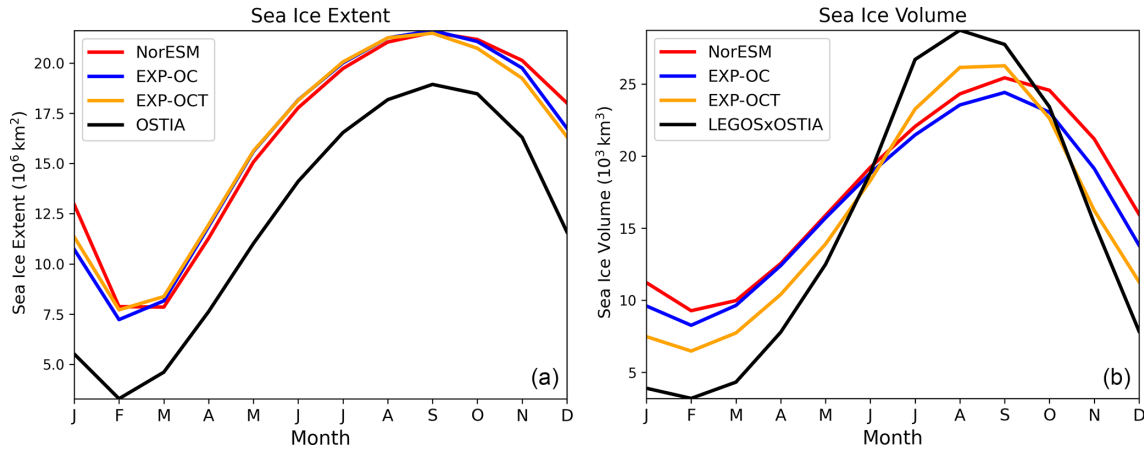 Sea Ice Extent
Sea Ice Extent (10⁶ km²)
20.0
17.5
15.0
12.5
10.0
7.5
5.0
NorESM
EXP-OC
EXP-OCT
OSTIA
(a)
J F M A M J J A S O N D
Month
Sea Ice Volume
Sea Ice Volume (10³ km³)
25
20
15
10
5
NorESM
EXP-OC
EXP-OCT
LEGOSxOSTIA
(b)
J F M A M J J A S O N D
Month